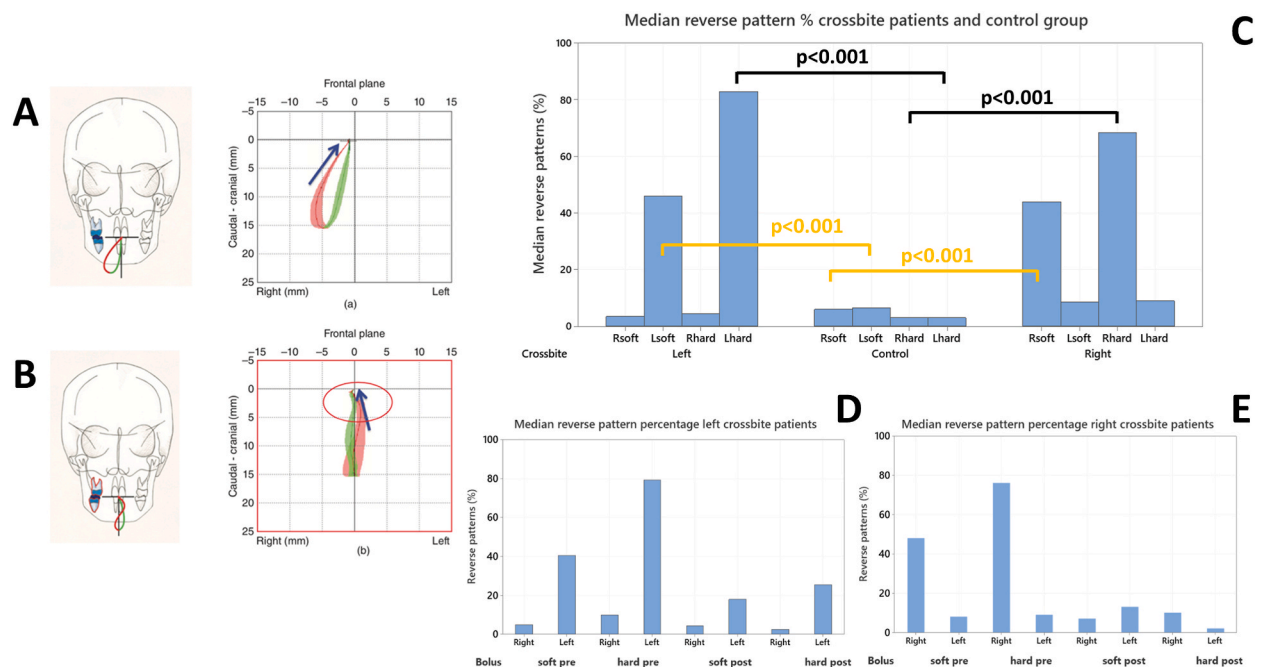 A
Frontal plane
−15 −10 −5 0 5 10 15
−5
0
5
10
15
20
25
Caudal - cranial (mm)
Right (mm) Left
(a)
B
Frontal plane
−15 −10 −5 0 5 10 15
−5
0
5
10
15
20
25
Caudal - cranial (mm)
Right (mm) Left
(b)
Median reverse pattern % crossbite patients and control group
C
100
80
60
40
20
0
Median reverse patterns (%)
p<0.001
p<0.001
p<0.001
p<0.001
Rsoft Lsoft Rhard Lhard Rsoft Lsoft Rhard Lhard Rsoft Lsoft Rhard Lhard
Crossbite Left Control Right
D
Median reverse pattern percentage left crossbite patients
100
80
60
40
20
0
Reverse patterns (%)
Right Left Right Left Right Left Right Left
Bolus soft pre hard pre soft post hard post
E
Median reverse pattern percentage right crossbite patients
100
80
60
40
20
0
Reverse patterns (%)
Right Left Right Left Right Left Right Left
Bolus soft pre hard pre soft post hard post